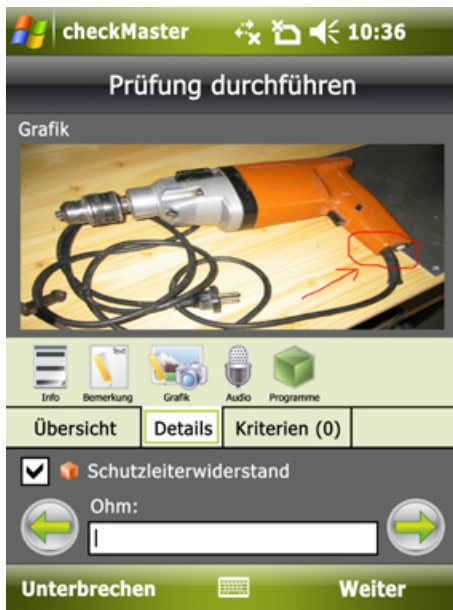 checkMaster 10:36
Prüfung durchführen
Grafik
Text
Info Bemerkung Grafik Audio Programme
Übersicht Details Kriterien (0)
Schutzleiterwiderstand
Ohm:
Unterbrechen Weiter